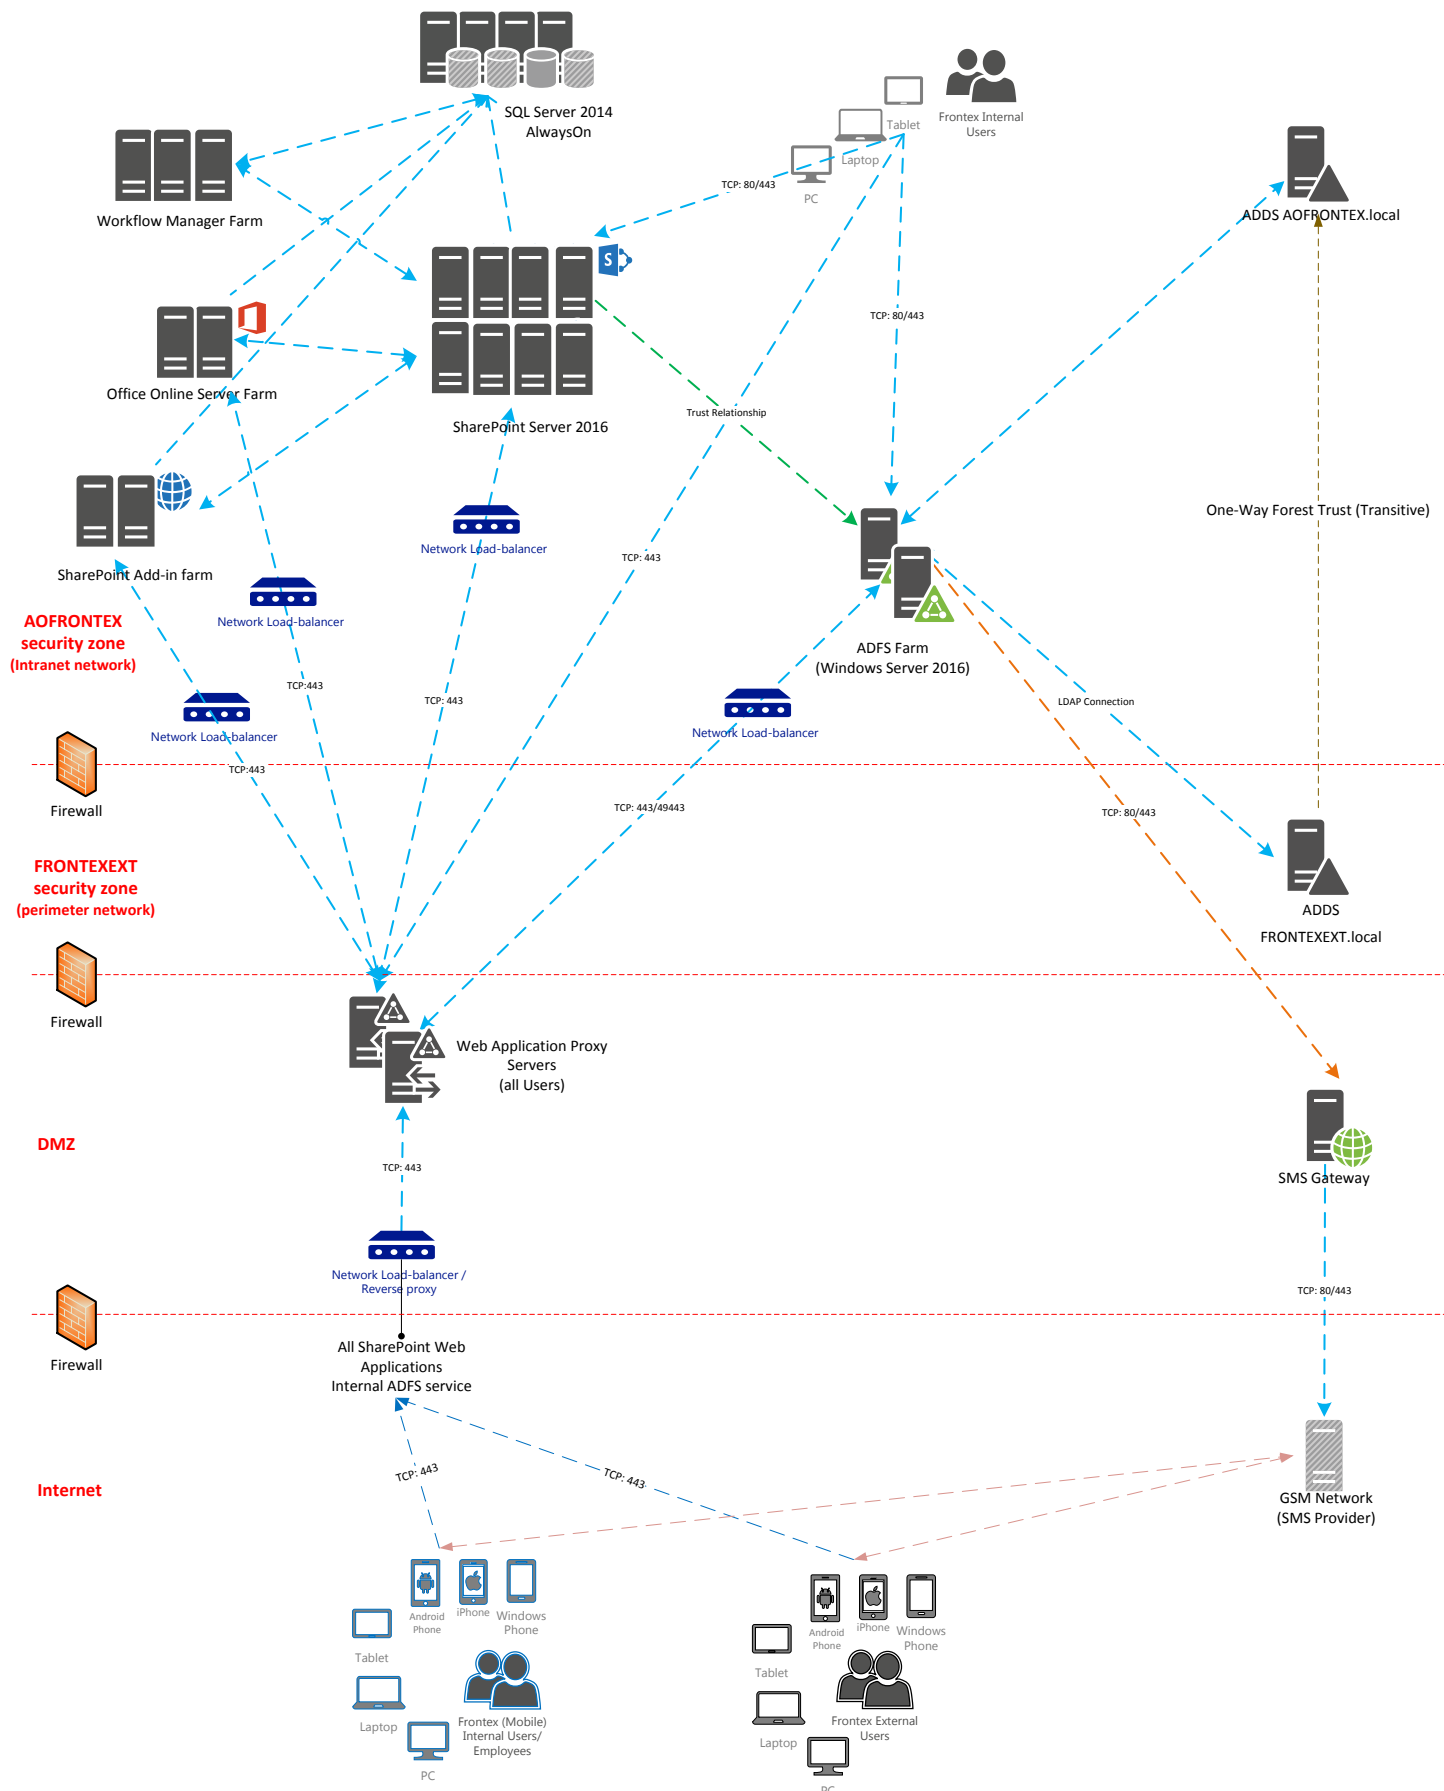 SQL Server 2014
AlwaysOn
Tablet
Frontex Internal
Users
Laptop
PC
TCP: 80/443
Workflow Manager Farm
ADDS AOFRONTEX.local
TCP: 80/443
Office Online Server Farm
Trust Relationship
SharePoint Server 2016
One-Way Forest Trust (Transitive)
Network Load-balancer
TCP: 443
SharePoint Add-in farm
Network Load-balancer
AOFRONTEX
security zone
(Intranet network)
ADFS Farm
(Windows Server 2016)
TCP:443
TCP: 443
LDAP Connection
Network Load-balancer
Network Load-balancer
TCP:443
Firewall
TCP: 443/49443
TCP: 80/443
FRONTEXEXT
security zone
(perimeter network)
ADDS
FRONTEXEXT.local
Firewall
Web Application Proxy
Servers
(all Users)
DMZ
TCP: 443
SMS Gateway
Network Load-balancer /
Reverse proxy
TCP: 80/443
Firewall
All SharePoint Web
Applications
Internal ADFS service
TCP: 443
TCP: 443
Internet
GSM Network
(SMS Provider)
Android
Phone
iPhone
Windows
Phone
Tablet
Laptop
Frontex (Mobile)
Internal Users/
Employees
PC
Android
Phone
iPhone
Windows
Phone
Tablet
Laptop
Frontex External
Users
PC